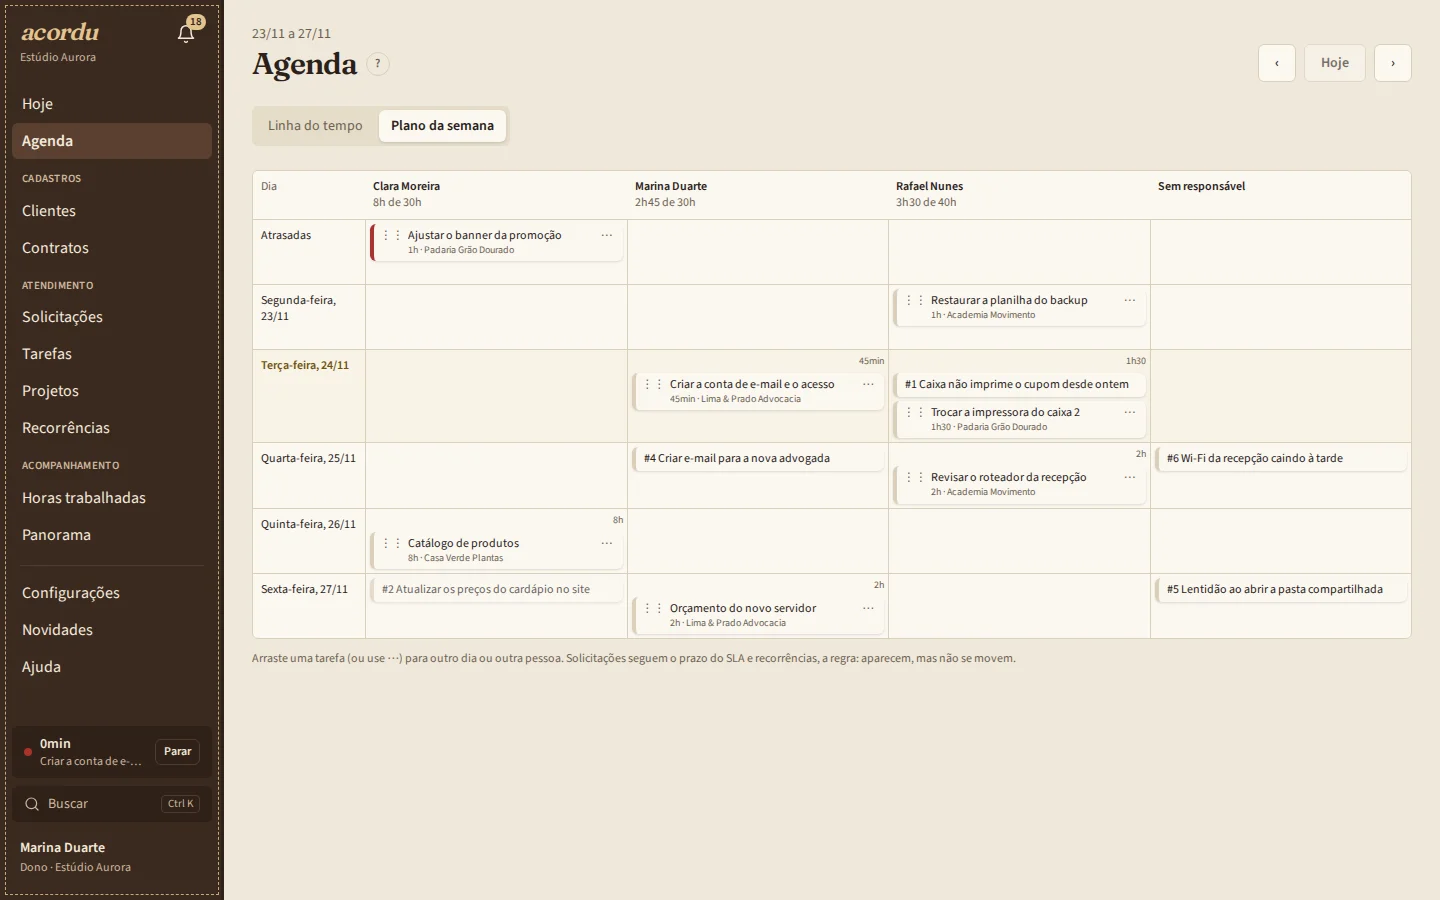 acordu
18
Estúdio Aurora
Hoje
Agenda
CADASTROS
Clientes
Contratos
ATENDIMENTO
Solicitações
Tarefas
Projetos
Recorrências
ACOMPANHAMENTO
Horas trabalhadas
Panorama
Configurações
Novidades
Ajuda
0min
Criar a conta de e-...
Parar
Buscar
Ctrl K
Marina Duarte
Dono · Estúdio Aurora
23/11 a 27/11
Agenda ?
‹ Hoje ›
Linha do tempo Plano da semana
Dia
Clara Moreira
8h de 30h
Marina Duarte
2h45 de 30h
Rafael Nunes
3h30 de 40h
Sem responsável
Atrasadas
Ajustar o banner da promoção ···
1h · Padaria Grão Dourado
Segunda-feira,
23/11
Restaurar a planilha do backup ···
1h · Academia Movimento
Terça-feira, 24/11
45min
Criar a conta de e-mail e o acesso ···
45min · Lima & Prado Advocacia
1h30
#1 Caixa não imprime o cupom desde ontem
Trocar a impressora do caixa 2 ···
1h30 · Padaria Grão Dourado
Quarta-feira, 25/11
#4 Criar e-mail para a nova advogada
2h
Revisar o roteador da recepção ···
2h · Academia Movimento
#6 Wi-Fi da recepção caindo à tarde
Quinta-feira, 26/11
8h
Catálogo de produtos ···
8h · Casa Verde Plantas
Sexta-feira, 27/11
#2 Atualizar os preços do cardápio no site
2h
Orçamento do novo servidor ···
2h · Lima & Prado Advocacia
#5 Lentidão ao abrir a pasta compartilhada
Arraste uma tarefa (ou use ···) para outro dia ou outra pessoa. Solicitações seguem o prazo do SLA e recorrências, a regra: aparecem, mas não se movem.